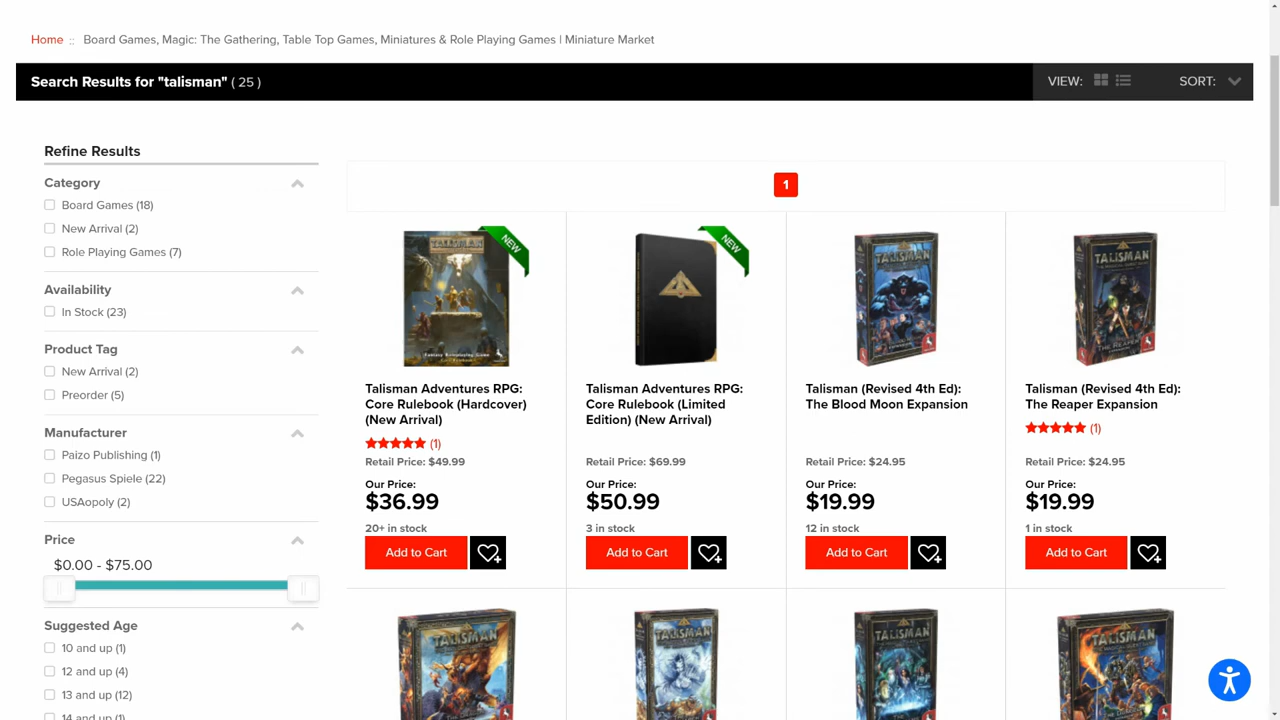 Home :: Board Games, Magic: The Gathering, Table Top Games, Miniatures & Role Playing Games | Miniature Market
Search Results for "talisman" ( 25 )
VIEW:
SORT:
Refine Results
Category
Board Games (18)
New Arrival (2)
Role Playing Games (7)
Availability
In Stock (23)
Product Tag
New Arrival (2)
Preorder (5)
Manufacturer
Paizo Publishing (1)
Pegasus Spiele (22)
USAopoly (2)
Price
$0.00 - $75.00
Suggested Age
10 and up (1)
12 and up (4)
13 and up (12)
14 and up (1)
1
TALISMAN
NEW
Talisman Adventures RPG:
Core Rulebook (Hardcover)
(New Arrival)
(1)
Retail Price: $49.99
Our Price:
$36.99
20+ in stock
Add to Cart
NEW
Talisman Adventures RPG:
Core Rulebook (Limited
Edition) (New Arrival)
Retail Price: $69.99
Our Price:
$50.99
3 in stock
Add to Cart
TALISMAN
Talisman (Revised 4th Ed):
The Blood Moon Expansion
Retail Price: $24.95
Our Price:
$19.99
12 in stock
Add to Cart
TALISMAN
THE REAPER
Talisman (Revised 4th Ed):
The Reaper Expansion
(1)
Retail Price: $24.95
Our Price:
$19.99
1 in stock
Add to Cart
TALISMAN
TALISMAN
TALISMAN
TALISMAN